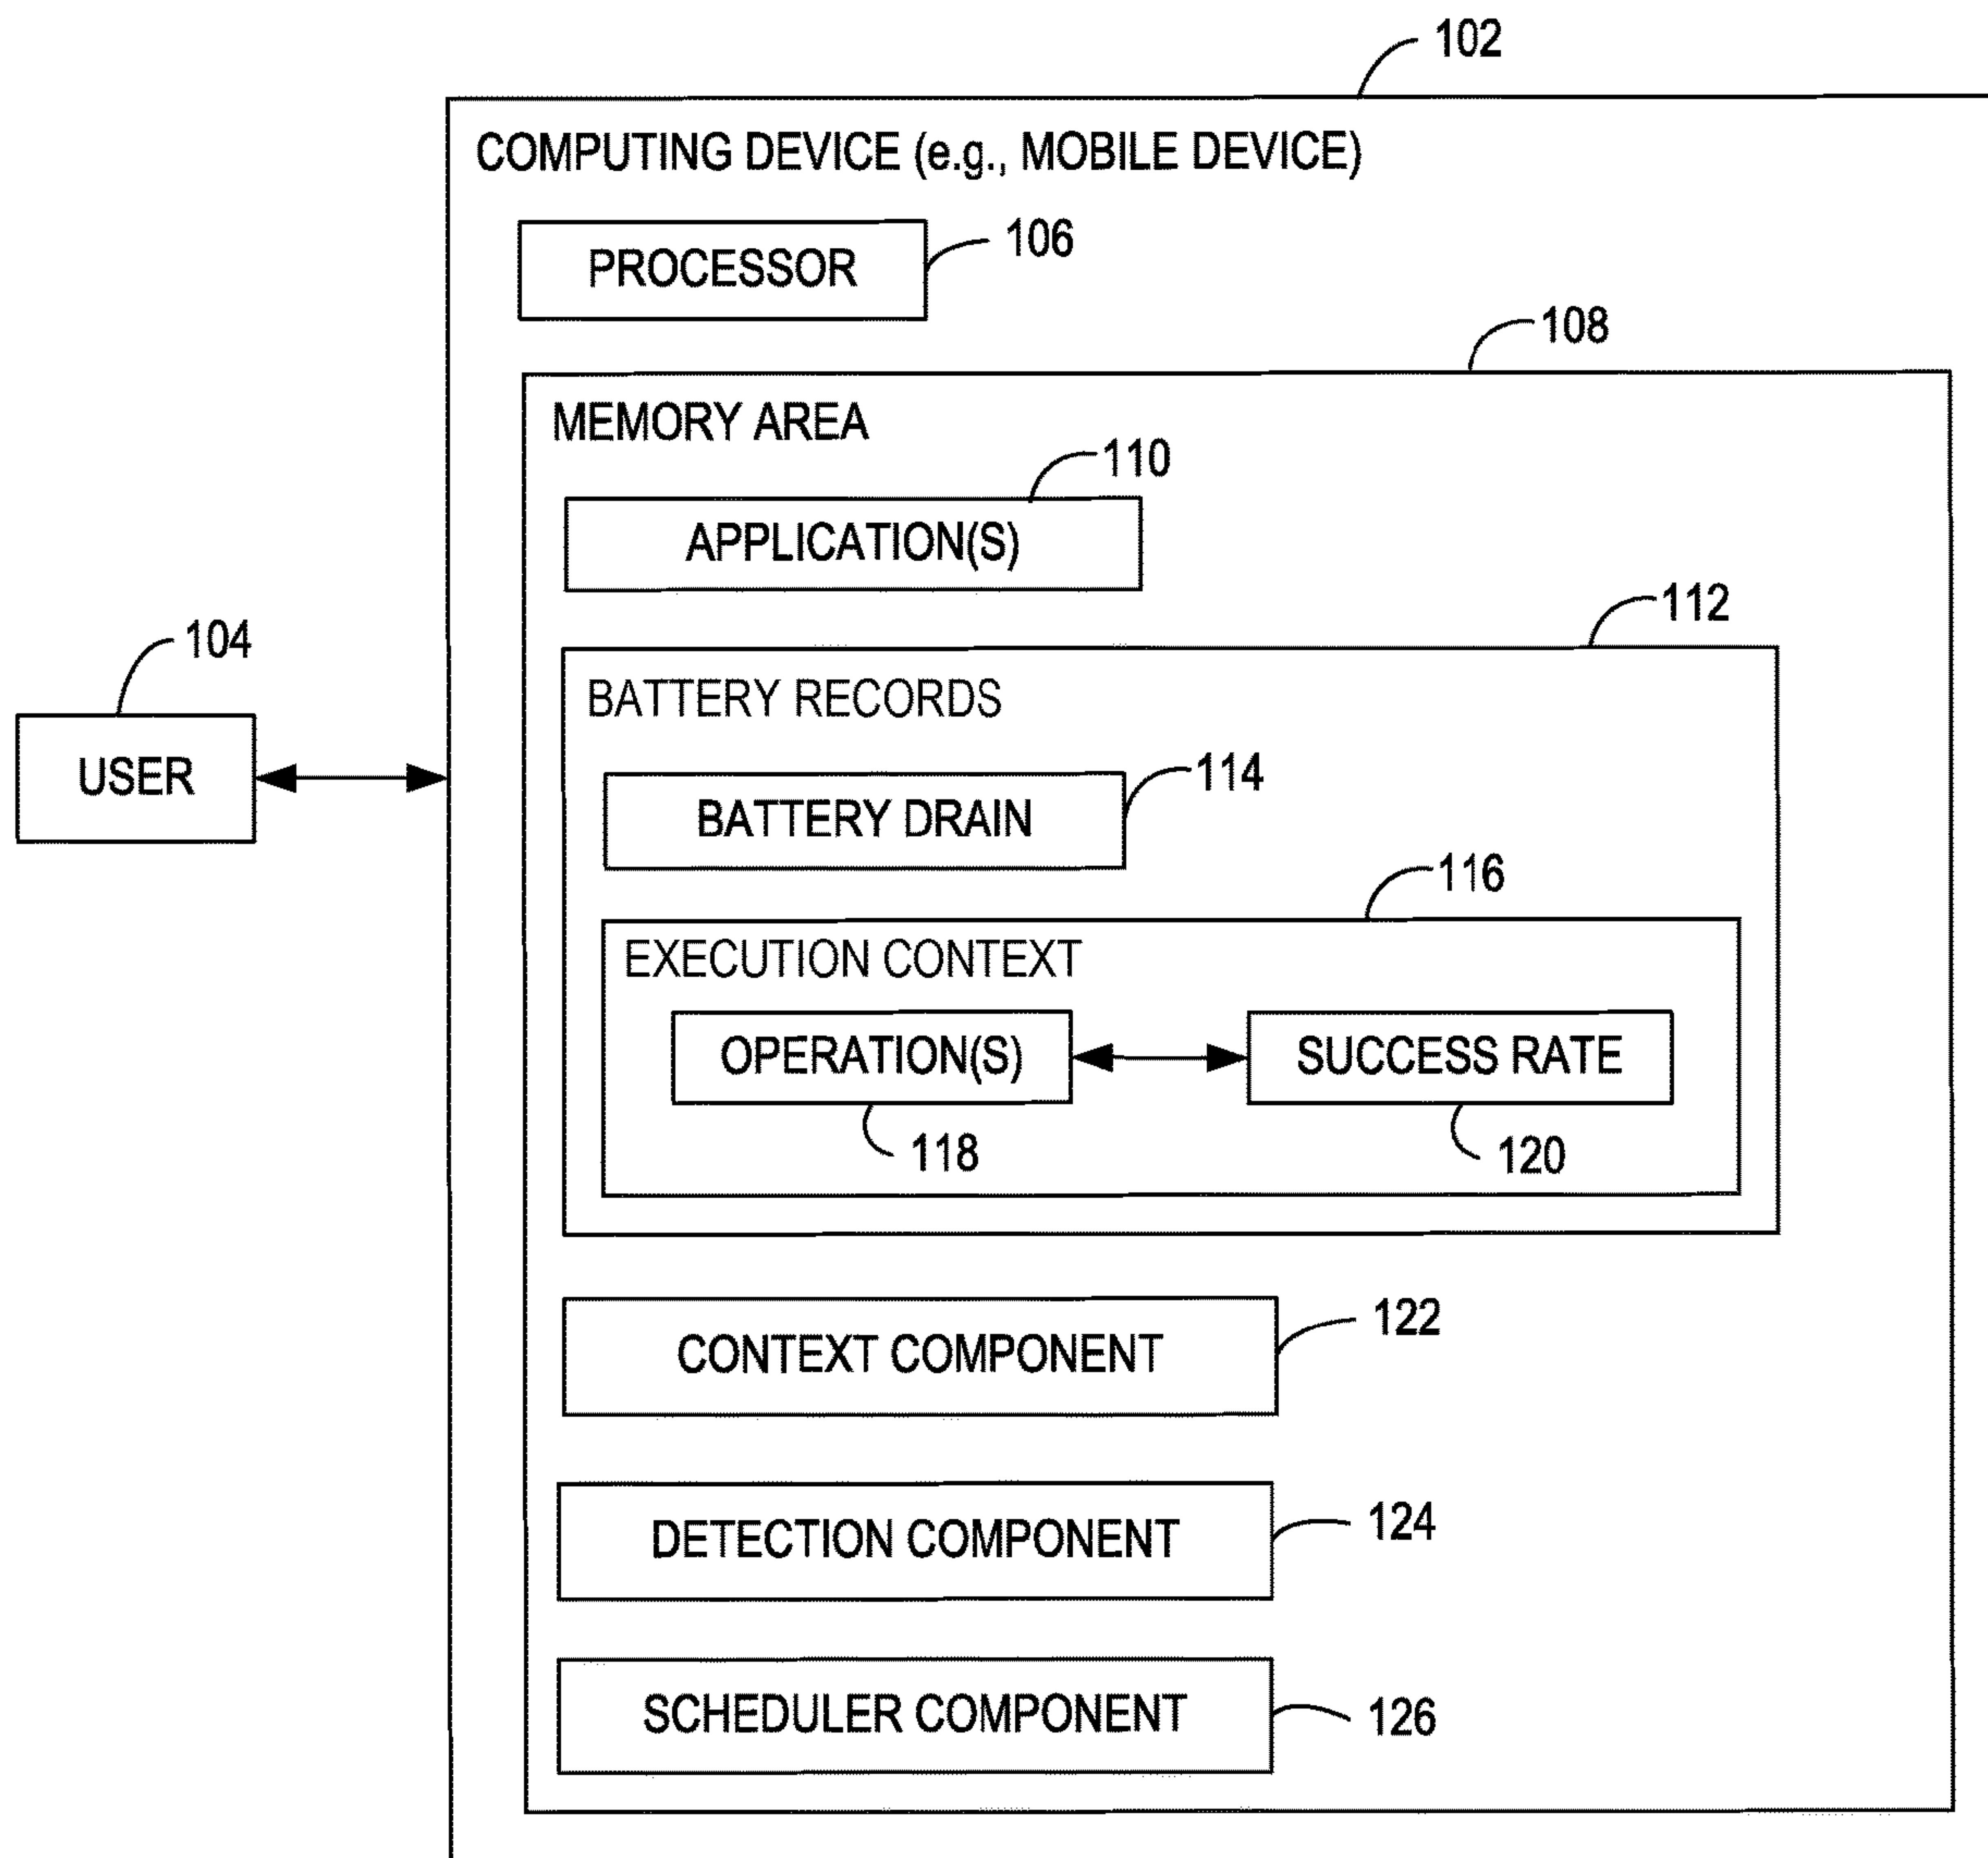 102
COMPUTING DEVICE (e.g., MOBILE DEVICE)
PROCESSOR
106
108
MEMORY AREA
110
APPLICATION(S)
112
104
BATTERY RECORDS
USER
BATTERY DRAIN
114
116
EXECUTION CONTEXT
OPERATION(S)
SUCCESS RATE
118
120
CONTEXT COMPONENT
122
DETECTION COMPONENT
124
SCHEDULER COMPONENT
126